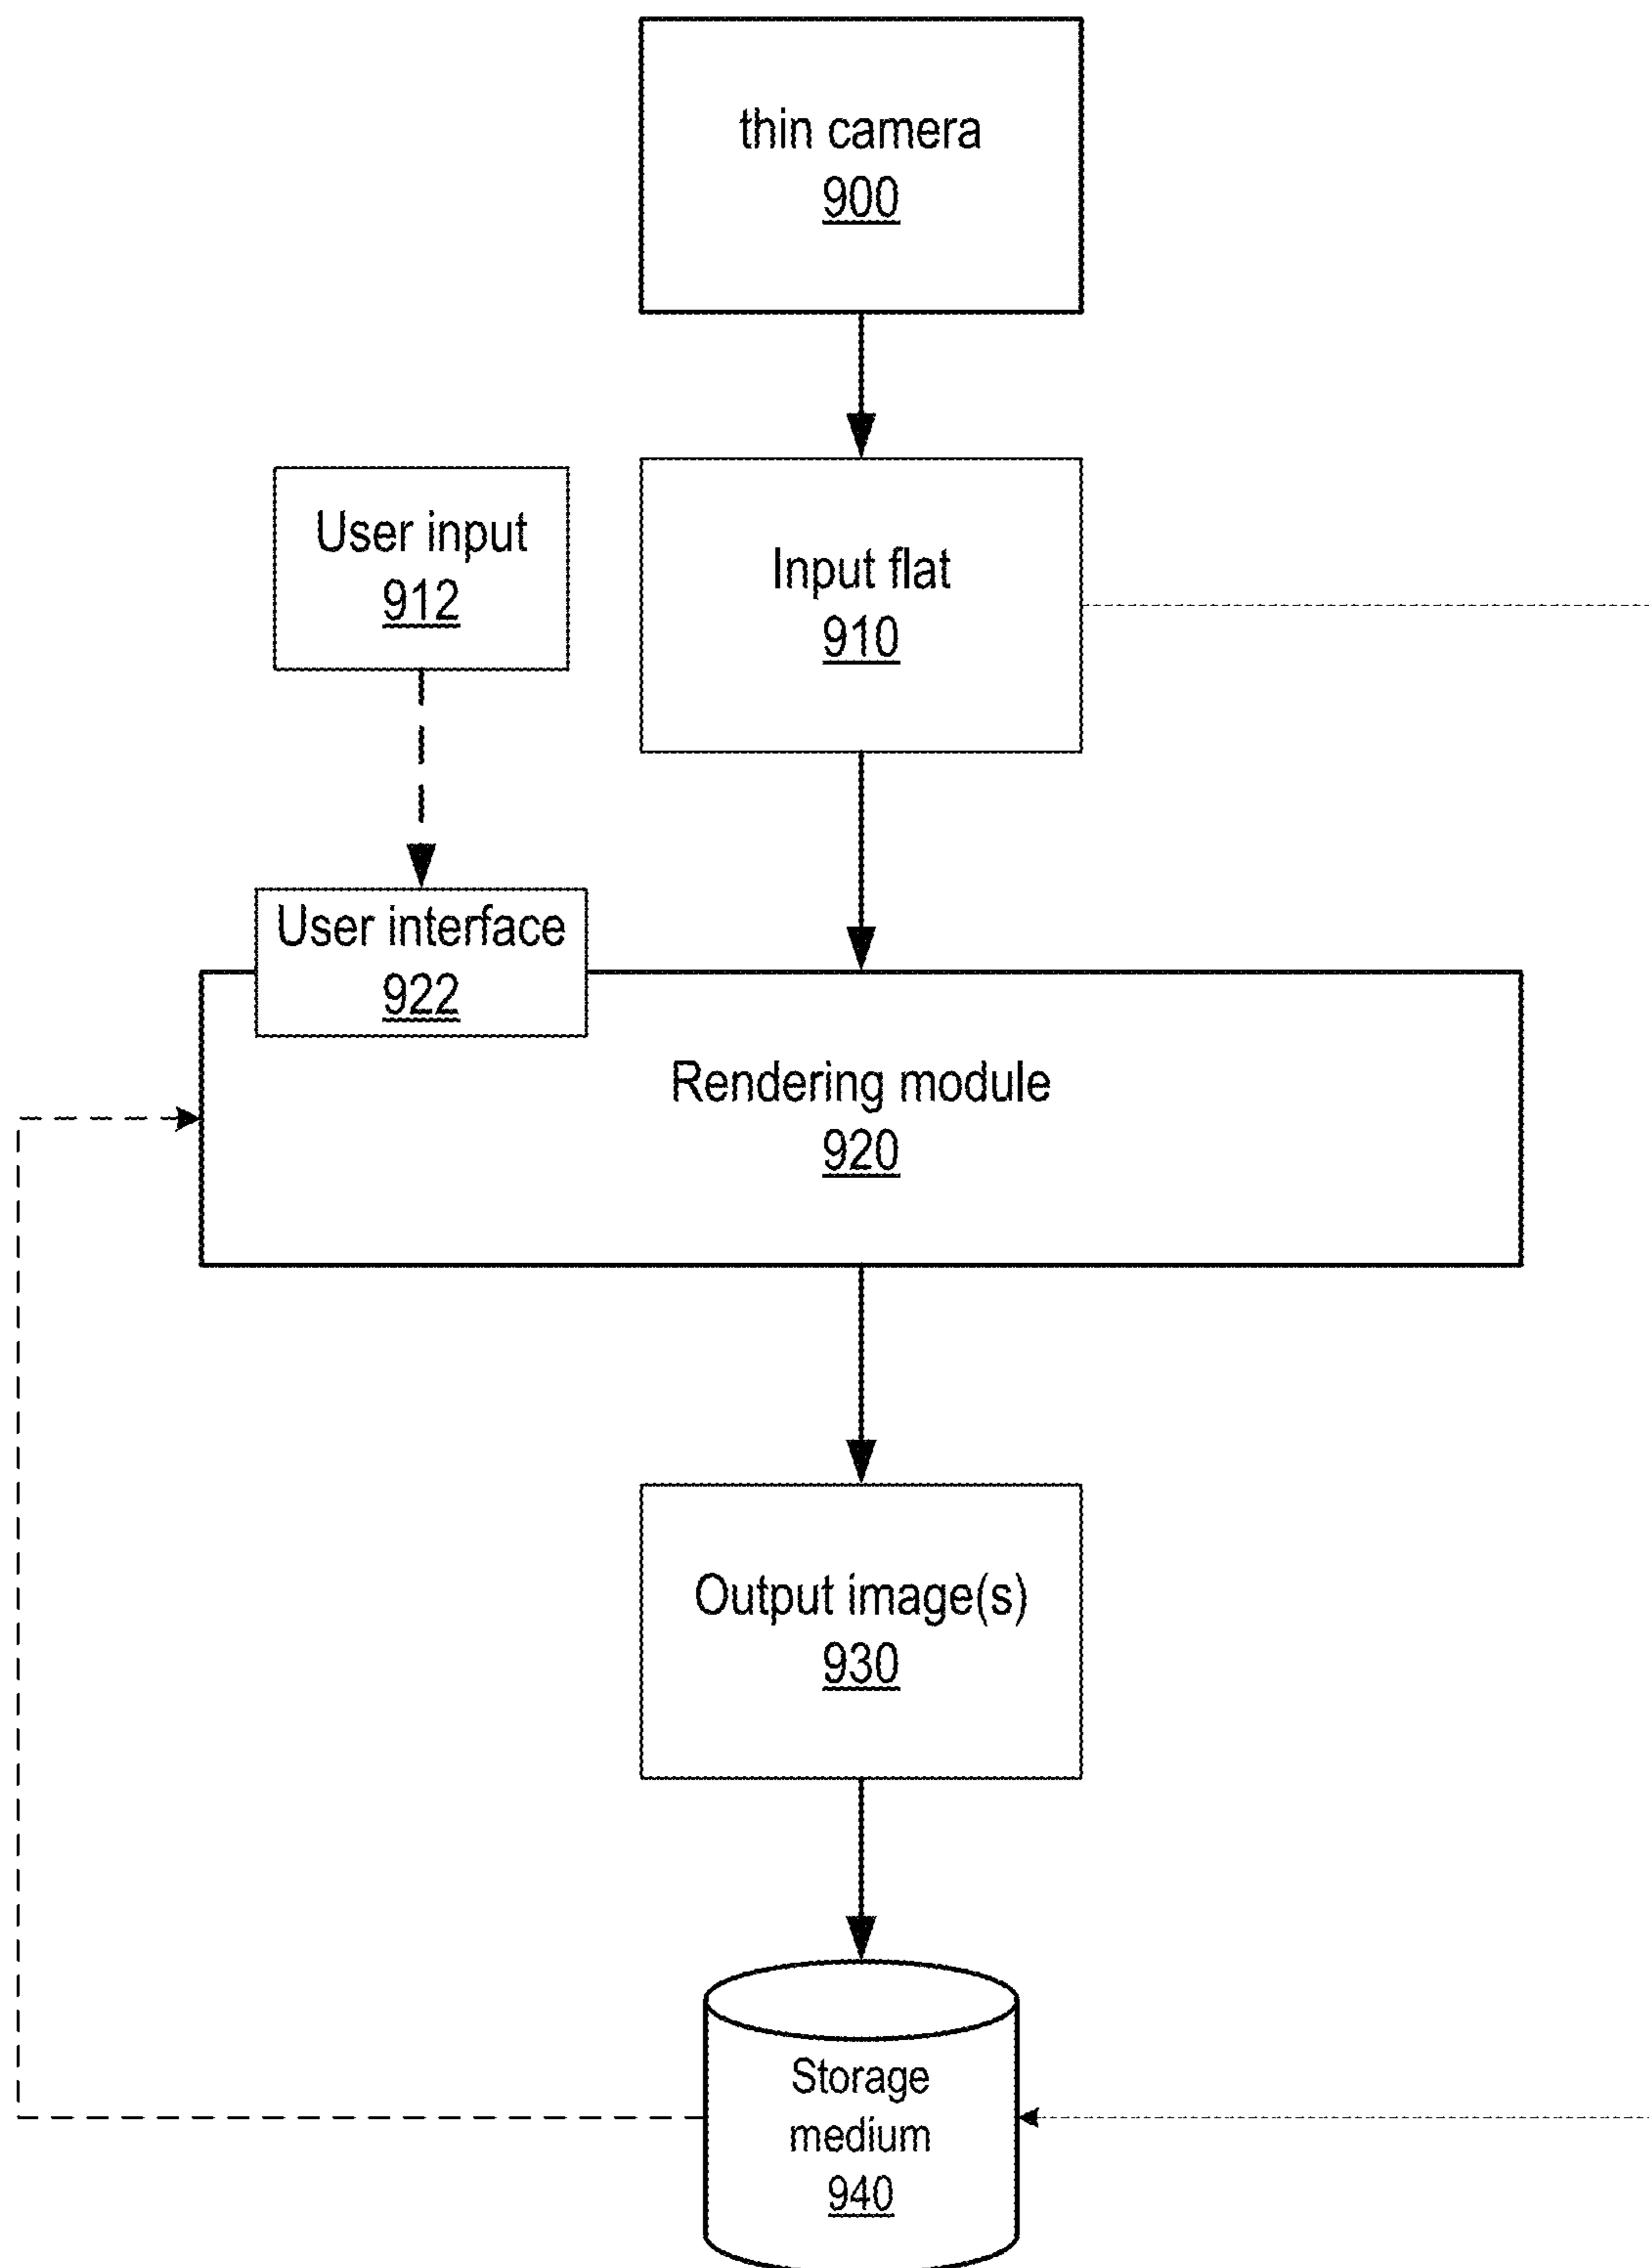 thin camera
900
User input
912
Input flat
910
User interface
922
Rendering module
920
Output image(s)
930
Storage
medium
940